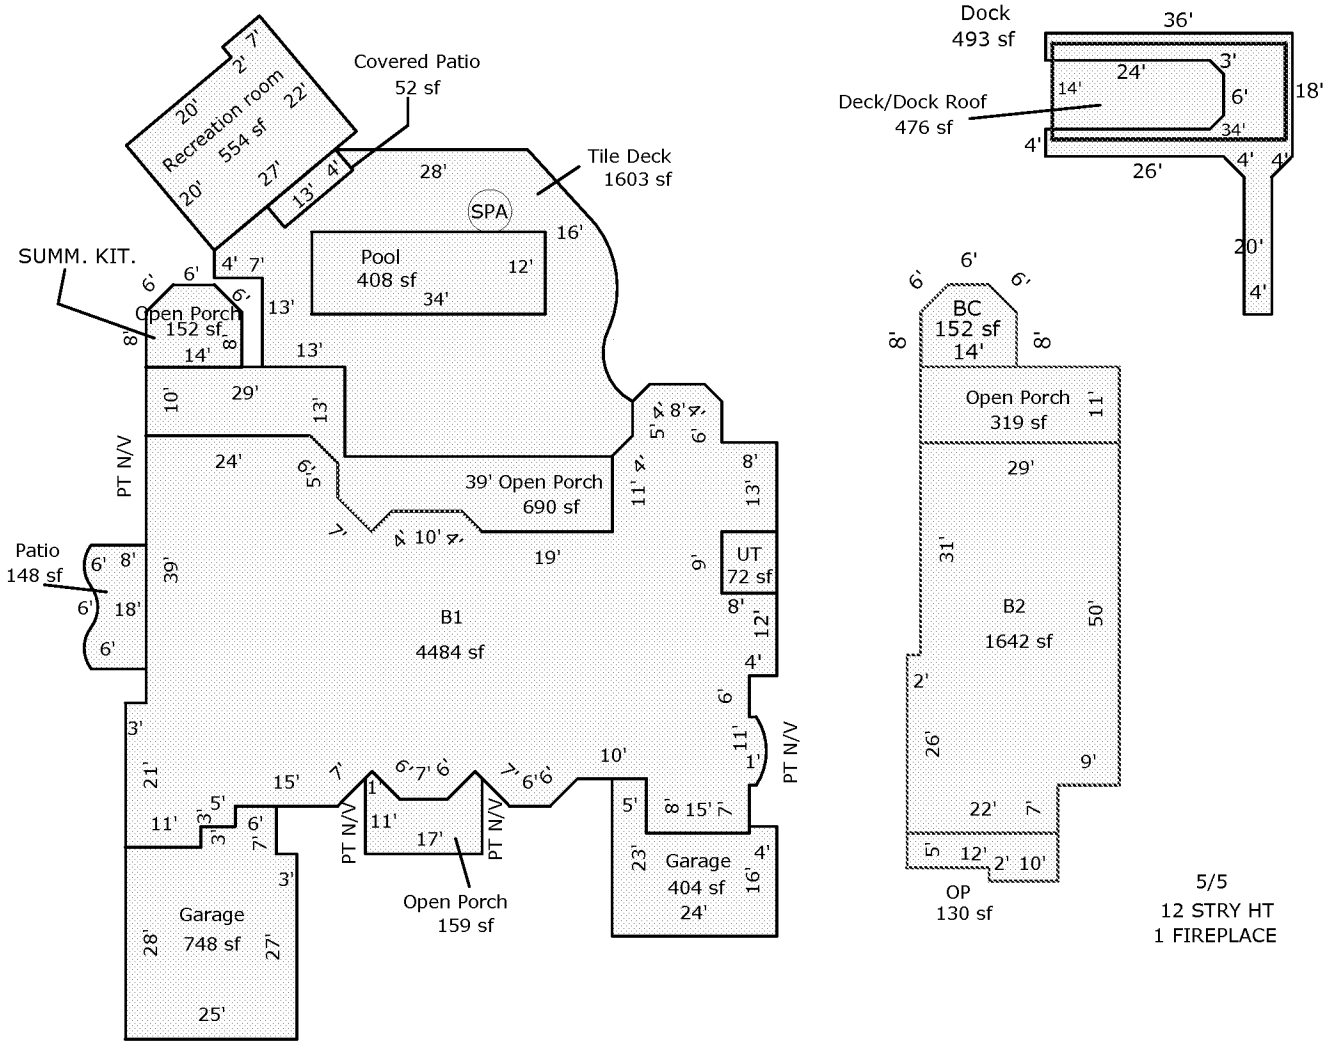 7'
2'
20'
Recreation room
554 sf
22'
20'
27'
Covered Patio
52 sf
4'
13'
28'
Tile Deck
1603 sf
SPA
16'
Pool
408 sf
12'
34'
SUMM. KIT.
4'
7'
6'
6'
6'
Open Porch
152 sf
8'
8'
14'
13'
13'
10'
29'
13'
PT N/V
24'
6'
5'
7'
39' Open Porch
690 sf
4'
10'
4'
19'
5'
4'
8'
4'
6'
4'
11'
8'
13'
UT
72 sf
9'
8'
12'
4'
6'
11'
1'
PT N/V
Patio
148 sf
6'
8'
6'
18'
6'
39'
B1
4484 sf
3'
21'
11'
3'
5'
3'
6'
7'
15'
7'
1'
6'
7'
6'
7'
6'
6'
10'
PT N/V
11'
17'
PT N/V
Open Porch
159 sf
5'
8'
15'
7'
4'
Garage
404 sf
23'
16'
24'
3'
Garage
748 sf
28'
27'
25'
Dock
493 sf
36'
24'
3'
14'
6'
18'
Deck/Dock Roof
476 sf
34'
4'
26'
4'
4'
20'
4'
6'
6'
6'
BC
152 sf
14'
8'
8'
Open Porch
319 sf
11'
29'
31'
B2
1642 sf
50'
2'
26'
9'
22'
7'
5'
12'
2'
10'
OP
130 sf
5/5
12 STRY HT
1 FIREPLACE